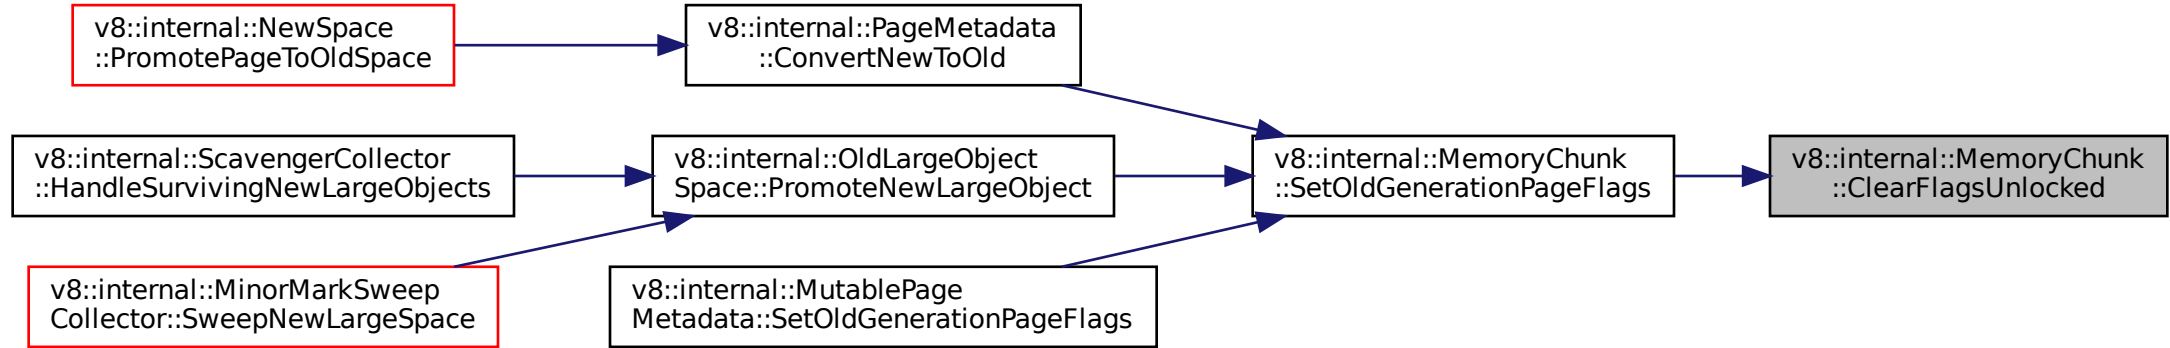 v8::internal::NewSpace
::PromotePageToOldSpace
v8::internal::PageMetadata
::ConvertNewToOld
v8::internal::ScavengerCollector
::HandleSurvivingNewLargeObjects
v8::internal::OldLargeObject
Space::PromoteNewLargeObject
v8::internal::MemoryChunk
::SetOldGenerationPageFlags
v8::internal::MemoryChunk
::ClearFlagsUnlocked
v8::internal::MinorMarkSweep
Collector::SweepNewLargeSpace
v8::internal::MutablePage
Metadata::SetOldGenerationPageFlags